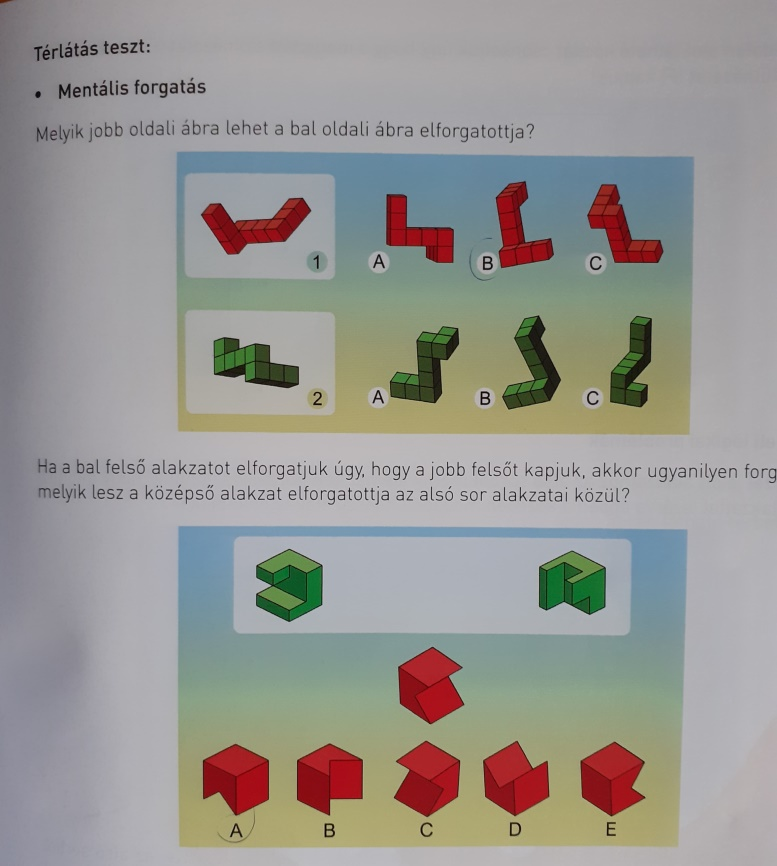 Térlátás teszt:
• Mentális forgatás
Melyik jobb oldali ábra lehet a bal oldali ábra elforgatottja?
1 A B C
2 A B C
Ha a bal felső alakzatot elforgatjuk úgy, hogy a jobb felsőt kapjuk, akkor ugyanilyen forg
melyik lesz a középső alakzat elforgatottja az alsó sor alakzatai közül?
A B C D E